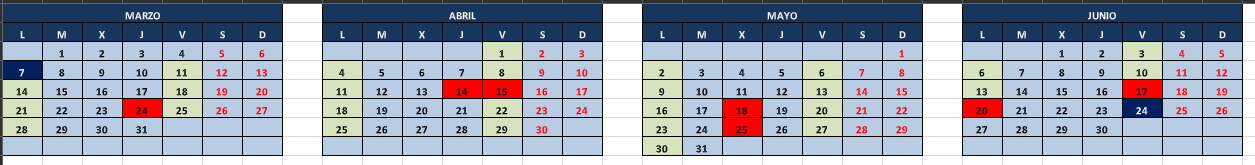 MARZO ABRIL MAYO JUNIO
L M X J V S D L M X J V S D L M X J V S D L M X J V S D
1 2 3 4 5 6 1 2 3 1 1 2 3 4 5
7 8 9 10 11 12 13 4 5 6 7 8 9 10 2 3 4 5 6 7 8 6 7 8 9 10 11 12
14 15 16 17 18 19 20 11 12 13 14 15 16 17 9 10 11 12 13 14 15 13 14 15 16 17 18 19
21 22 23 24 25 26 27 18 19 20 21 22 23 24 16 17 18 19 20 21 22 20 21 22 23 24 25 26
28 29 30 31 25 26 27 28 29 30 23 24 25 26 27 28 29 27 28 29 30
30 31